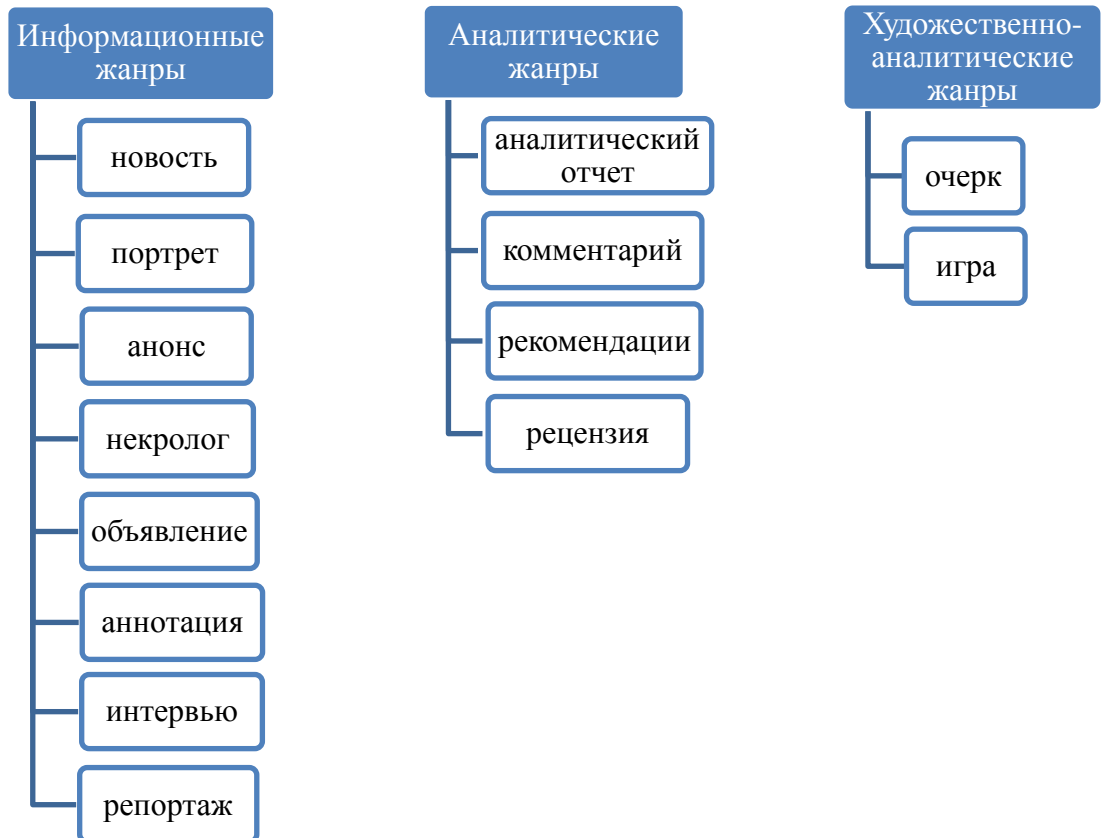 Информационные
жанры
новость
портрет
анонс
некролог
объявление
аннотация
интервью
репортаж
Аналитические
жанры
аналитический
отчет
комментарий
рекомендации
рецензия
Художественно-
аналитические
жанры
очерк
игра